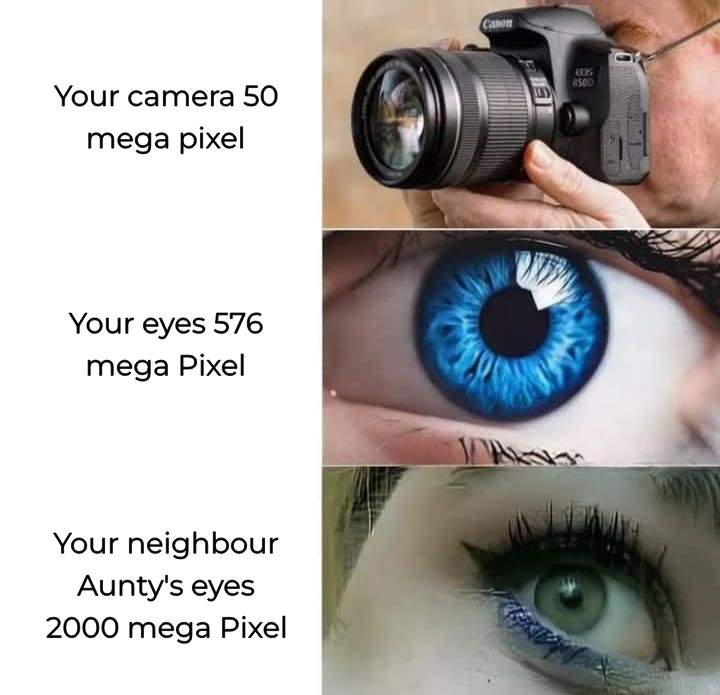 Your camera 50
mega pixel
Canon
EOS
850D
Your eyes 576
mega Pixel
Your neighbour
Aunty's eyes
2000 mega Pixel